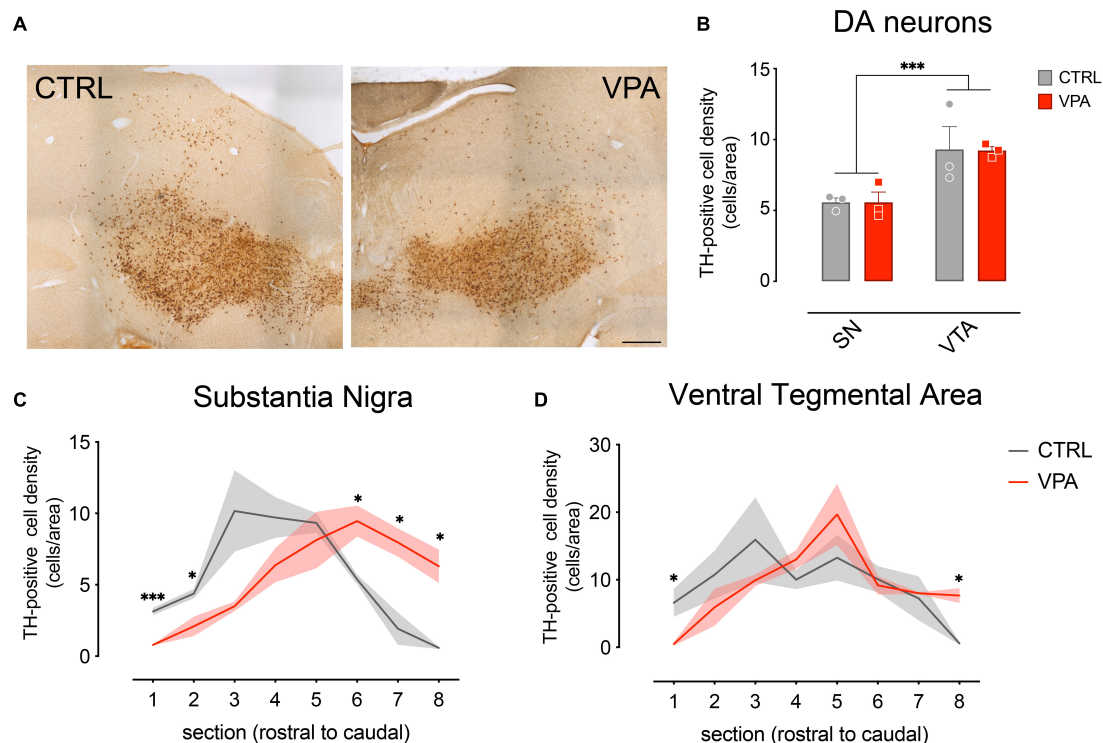 A
CTRL
VPA
B
DA neurons
TH-positive cell density
(cells/area)
15
10
5
0
***
CTRL
VPA
SN
VTA
C
Substantia Nigra
TH-positive cell density
(cells/area)
15
10
5
0
***
*
*
*
*
1 2 3 4 5 6 7 8
section (rostral to caudal)
D
Ventral Tegmental Area
TH-positive cell density
(cells/area)
30
20
10
0
*
*
CTRL
VPA
1 2 3 4 5 6 7 8
section (rostral to caudal)